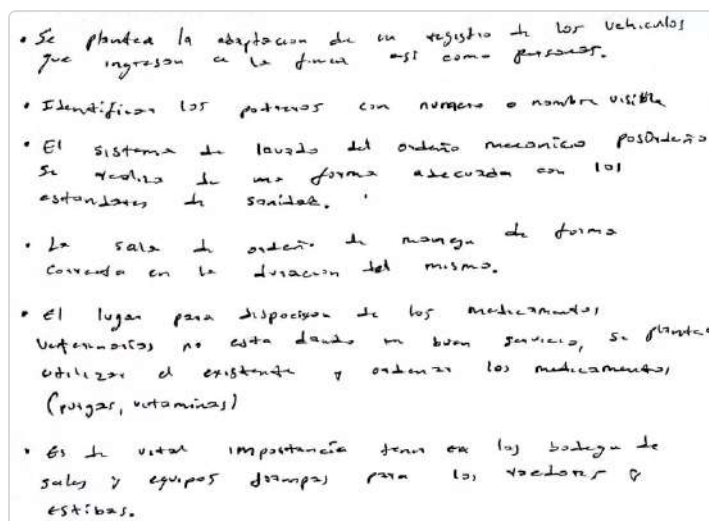 • Se plantea la adaptacion de un registro de los vehiculos
que ingresan a la finca así como personas.
• Identificar los potreros con numero o nombre visible
• El sistema de lavado del ordeño mecanico posOrdeño
se realiza de una forma adecuada con los
estandares de sanidad.
• La sala de ordeño se maneja de forma
correcta en la duracion del mismo.
• El lugar para disposicion de los medicamentos
veterinarios no esta dando un buen servicio, se plantea
utilizar el existente y ordenar los medicamentos,
(purgas, vitaminas)
• Es de vital importancia tener en las bodega de
sales y equipos trampas para los roedores y
estibas.